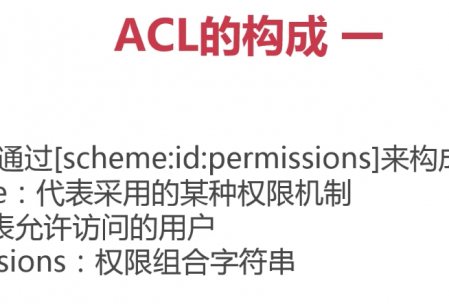 ACL的构成 一
通过[scheme:id:permissions]来构成
e：代表采用的某种权限机制
表允许访问的用户
sions：权限组合字符串